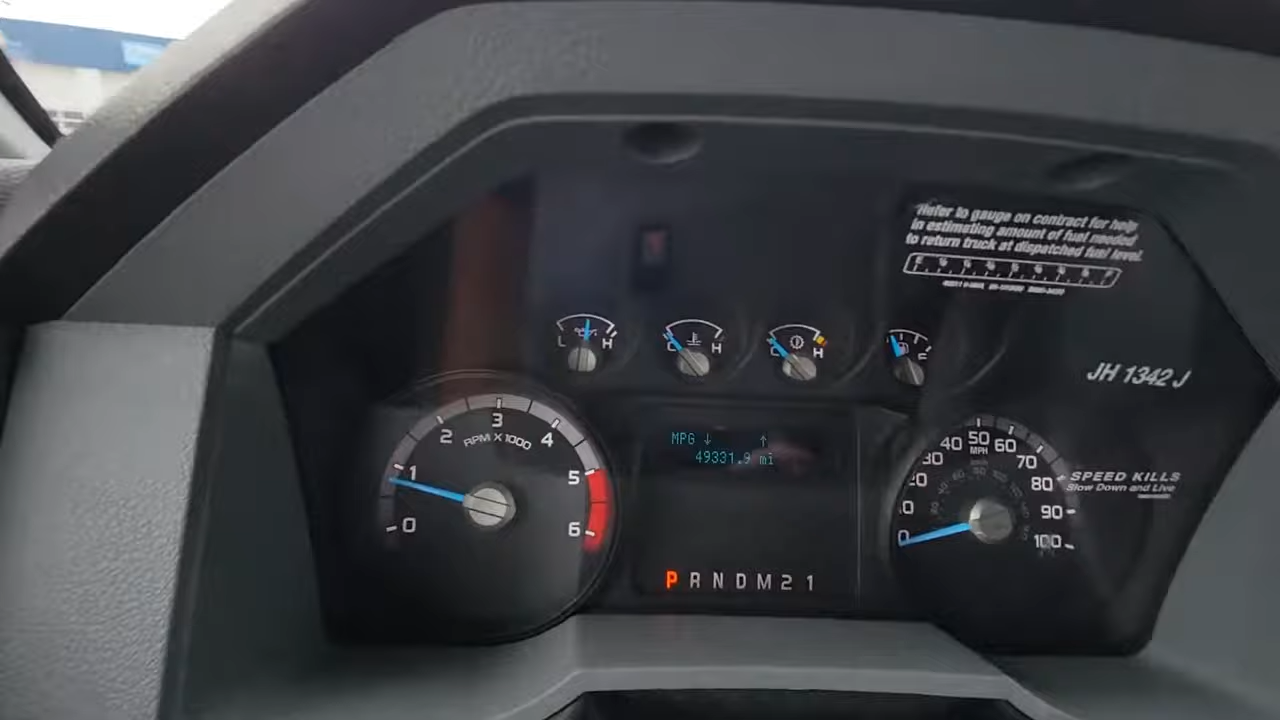 Refer to gauge on contract for help
in estimating amount of fuel needed
to return truck at dispatched fuel level.
L H
C H
C H
F
JH 1342 J
0 1 2 3 4 5 6
RPM X 1000
MPG ↓ ↑
49331.9 mi
P R N D M 2 1
0 20 30 40 50 60 70 80 90 100
MPH
SPEED KILLS
Slow Down and Live